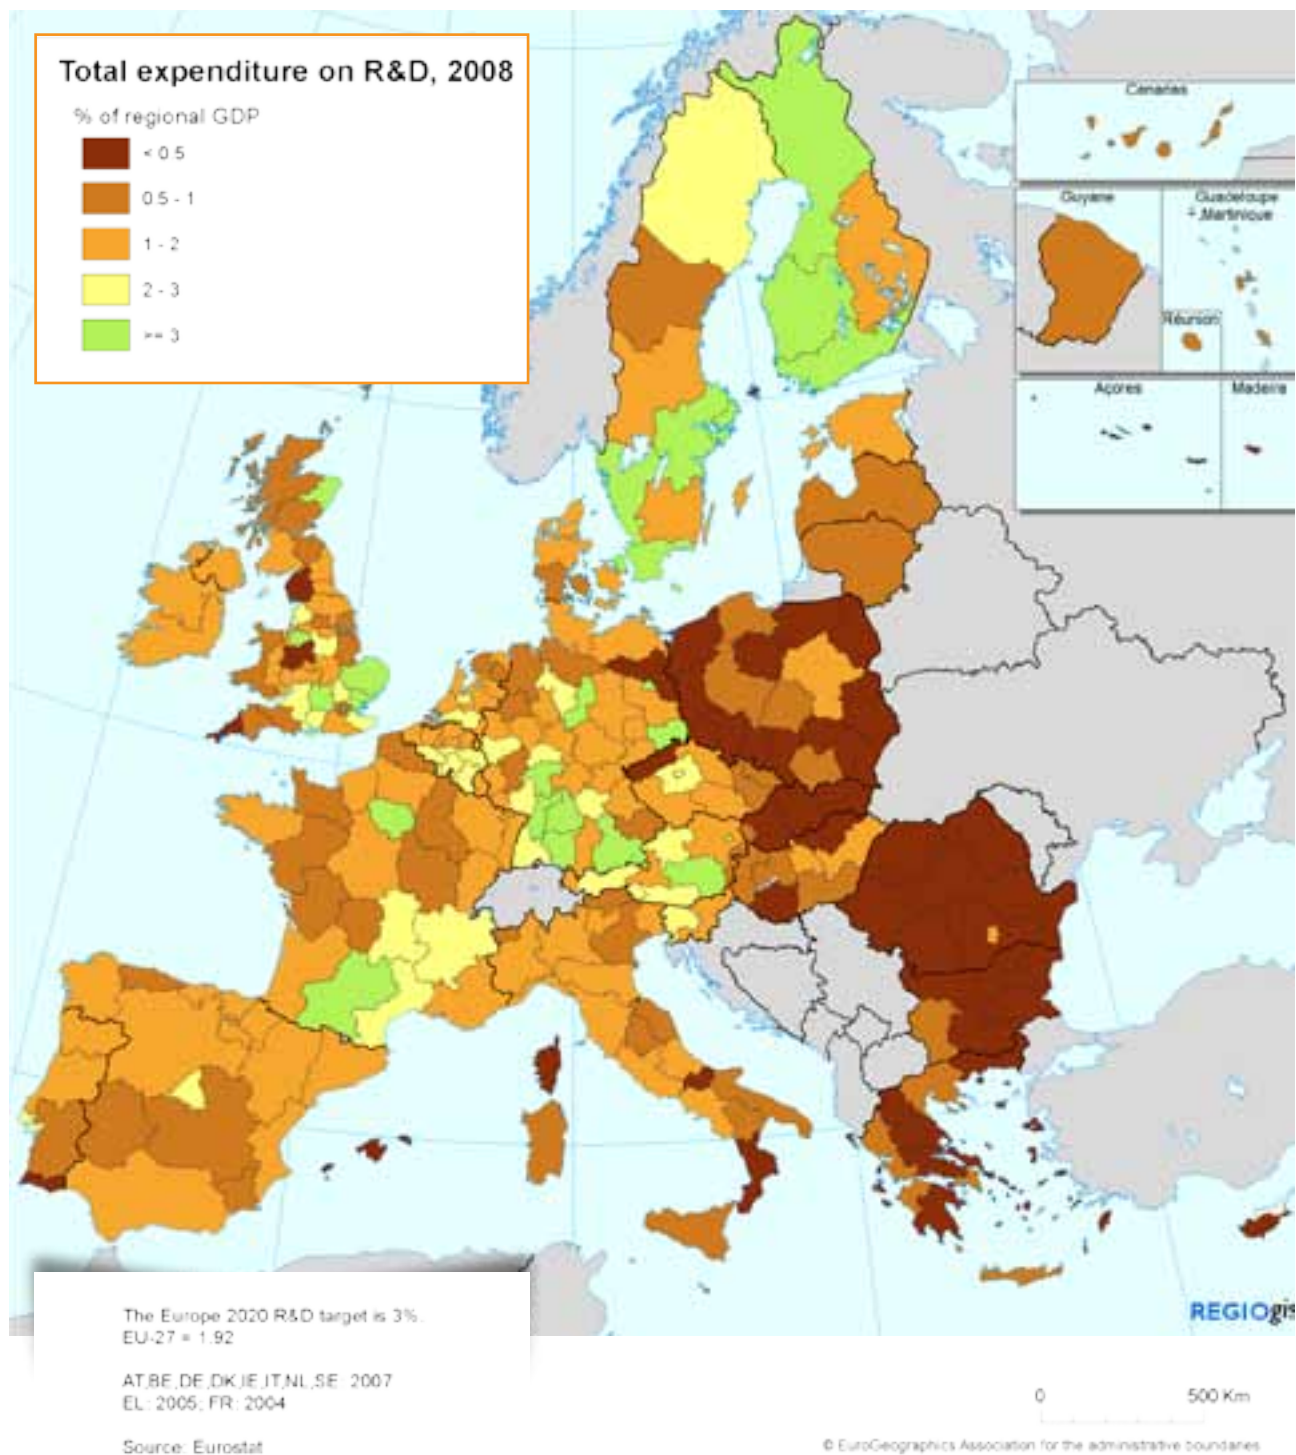 Total expenditure on R&D, 2008
% of regional GDP
< 0.5
0.5 - 1
1 - 2
2 - 3
>= 3
Canarias
Guyane
Guadeloupe
Martinique
Réunion
Açores
Madeira
REGIOgis
The Europe 2020 R&D target is 3%.
EU-27 = 1.92
AT,BE,DE,DK,IE,IT,NL,SE: 2007
EL: 2005; FR: 2004
Source: Eurostat
0 500 Km
© EuroGeographics Association for the administrative boundaries